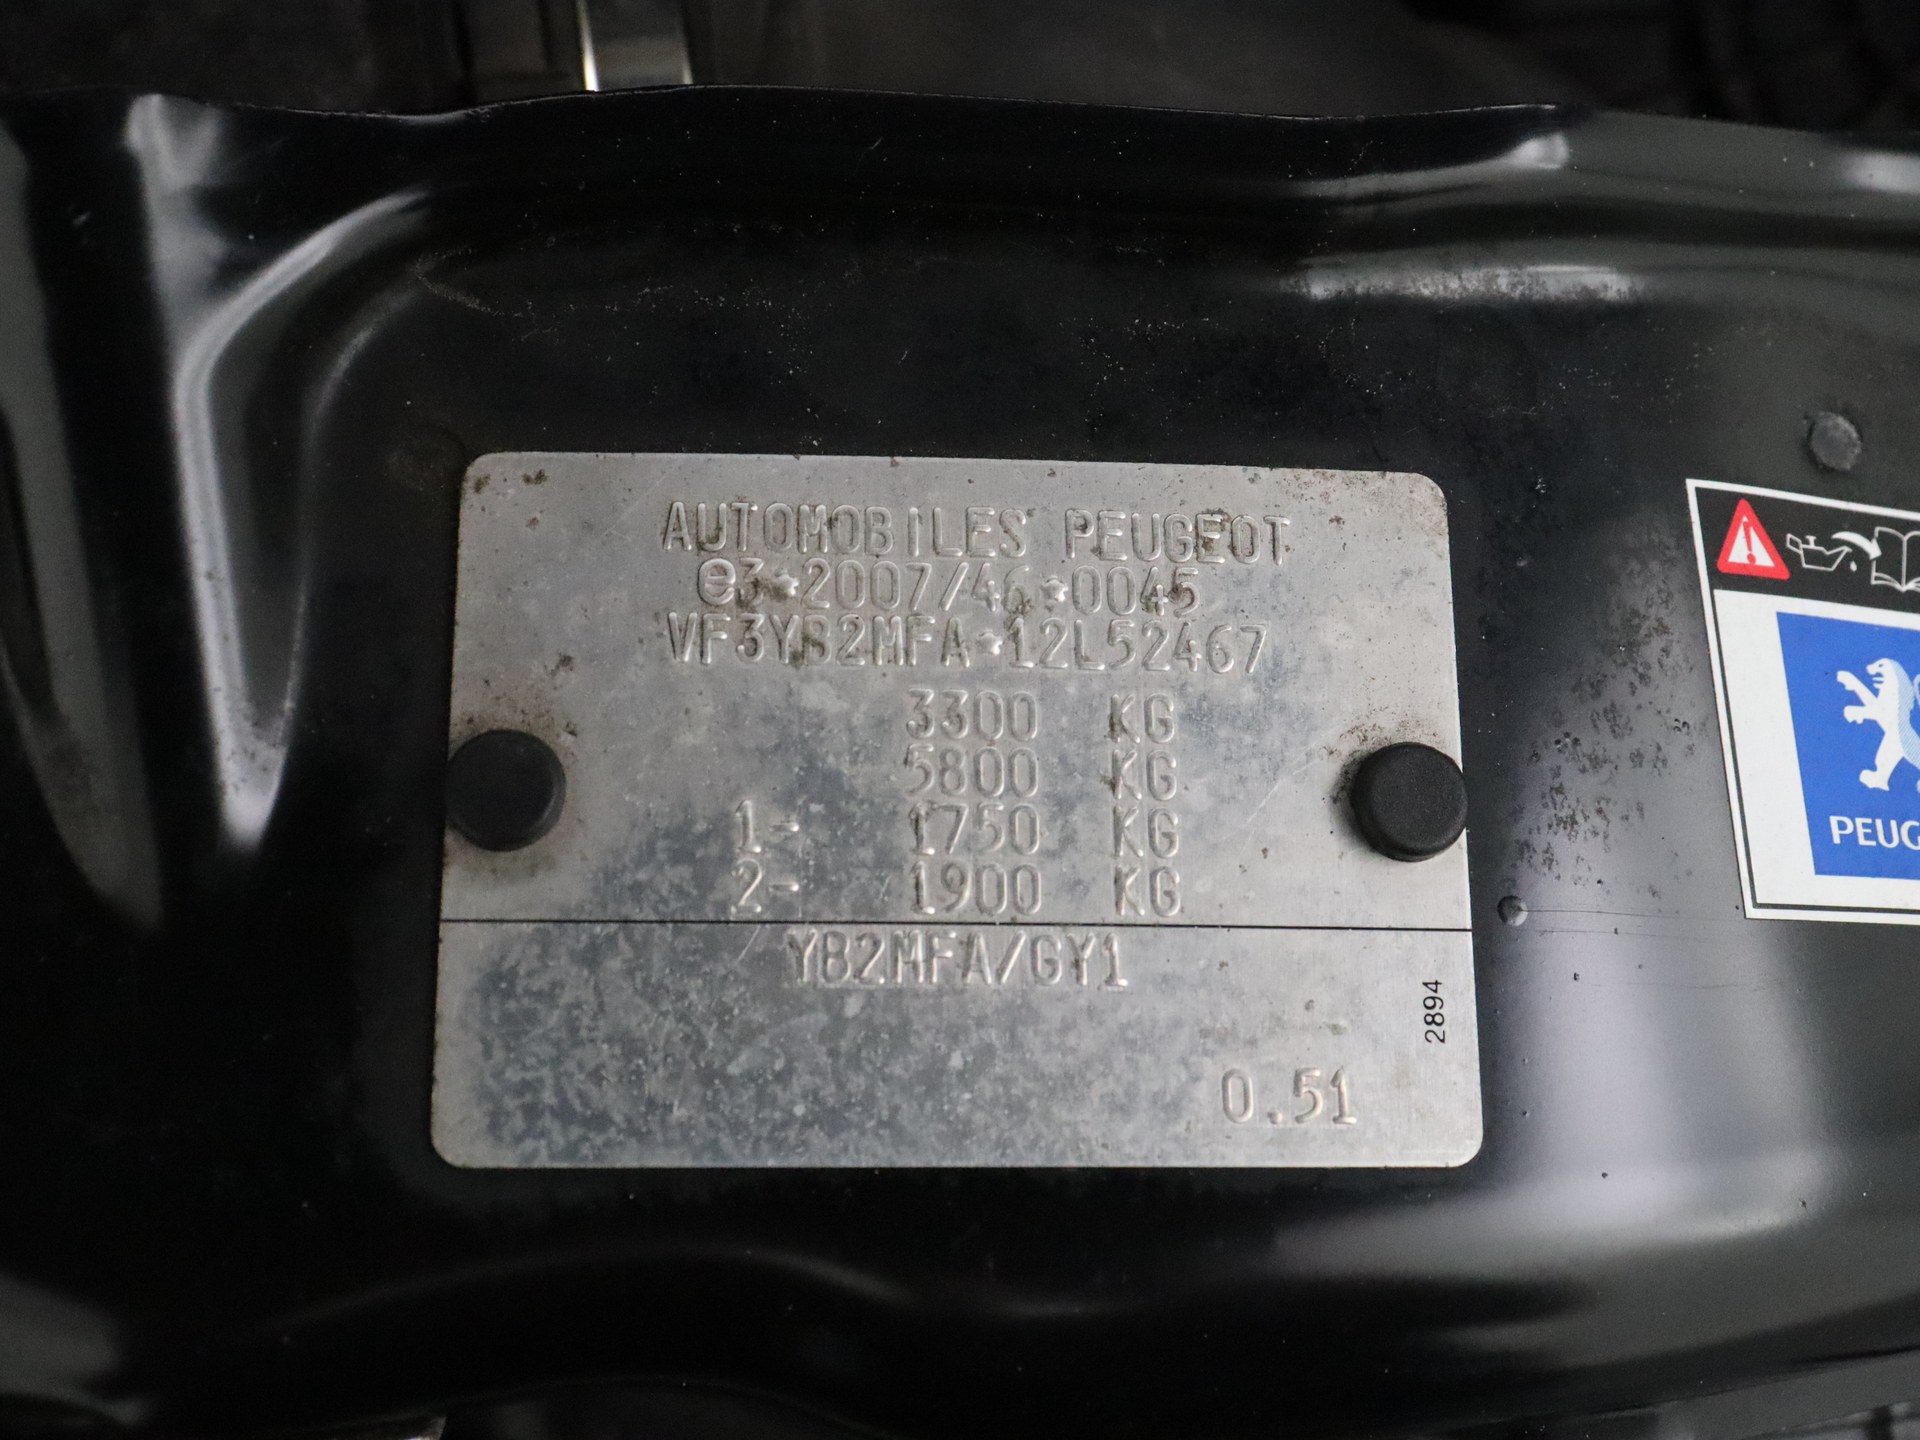 AUTOMOBILES PEUGEOT
e3*2007/46*0045
VF3YB2MFA*12L52467
3300 KG
5800 KG
1- 1750 KG
2- 1900 KG
YB2MFA/GY1
2894
0.51
PEUG